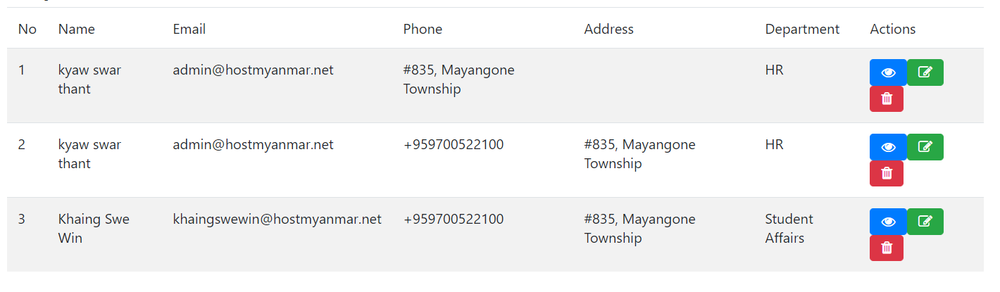 No Name Email Phone Address Department Actions
1 kyaw swar admin@hostmyanmar.net #835, Mayangone HR
thant Township
2 kyaw swar admin@hostmyanmar.net +959700522100 #835, Mayangone HR
thant Township
3 Khaing Swe khaingswewin@hostmyanmar.net +959700522100 #835, Mayangone Student
Win Township Affairs